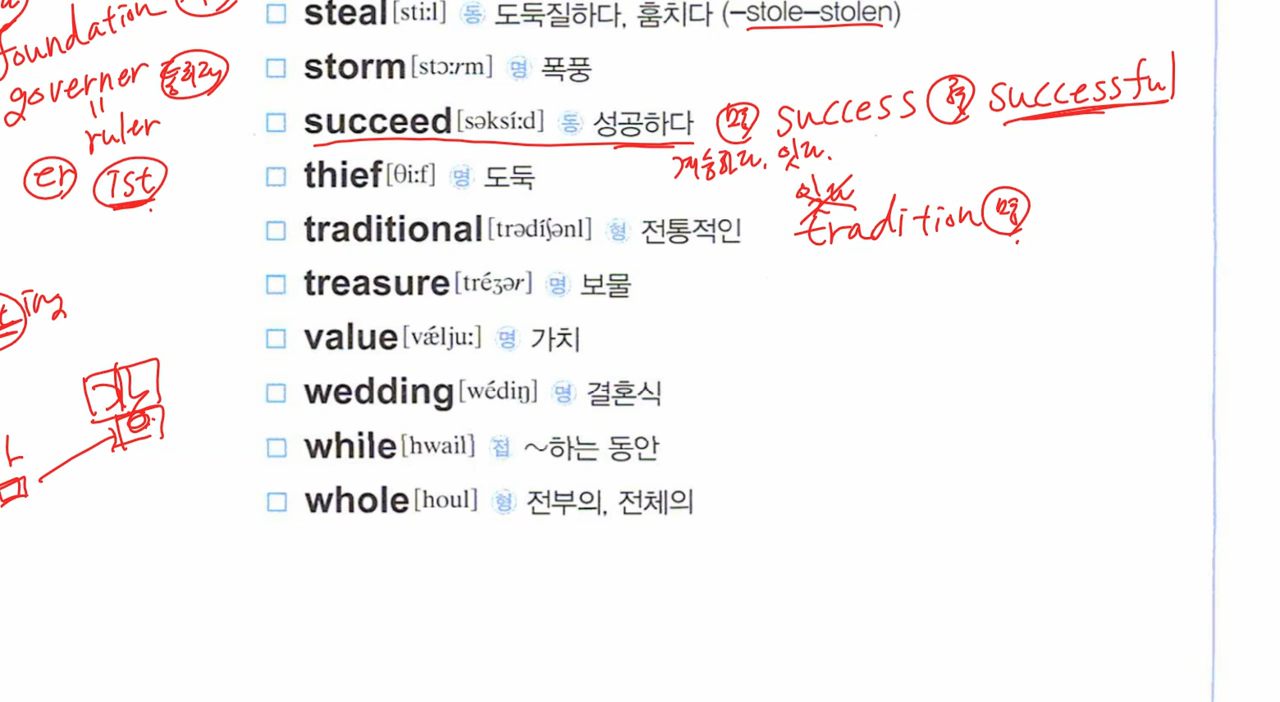 foundation
governer
=
ruler
er ist
ing
steal [sti:l] 동 도둑질하다, 훔치다 (–stole–stolen)
storm [stɔ:rm] 명 폭풍
succeed [səksí:d] 동 성공하다 명 success 형 successful
계승하다, 잇다.
thief [θi:f] 명 도둑
traditional [trədíʃənl] 형 전통적인 tradition 명
treasure [tréʒər] 명 보물
value [vǽlju:] 명 가치
wedding [wédiŋ] 명 결혼식
while [hwail] 접 ～하는 동안
whole [houl] 형 전부의, 전체의